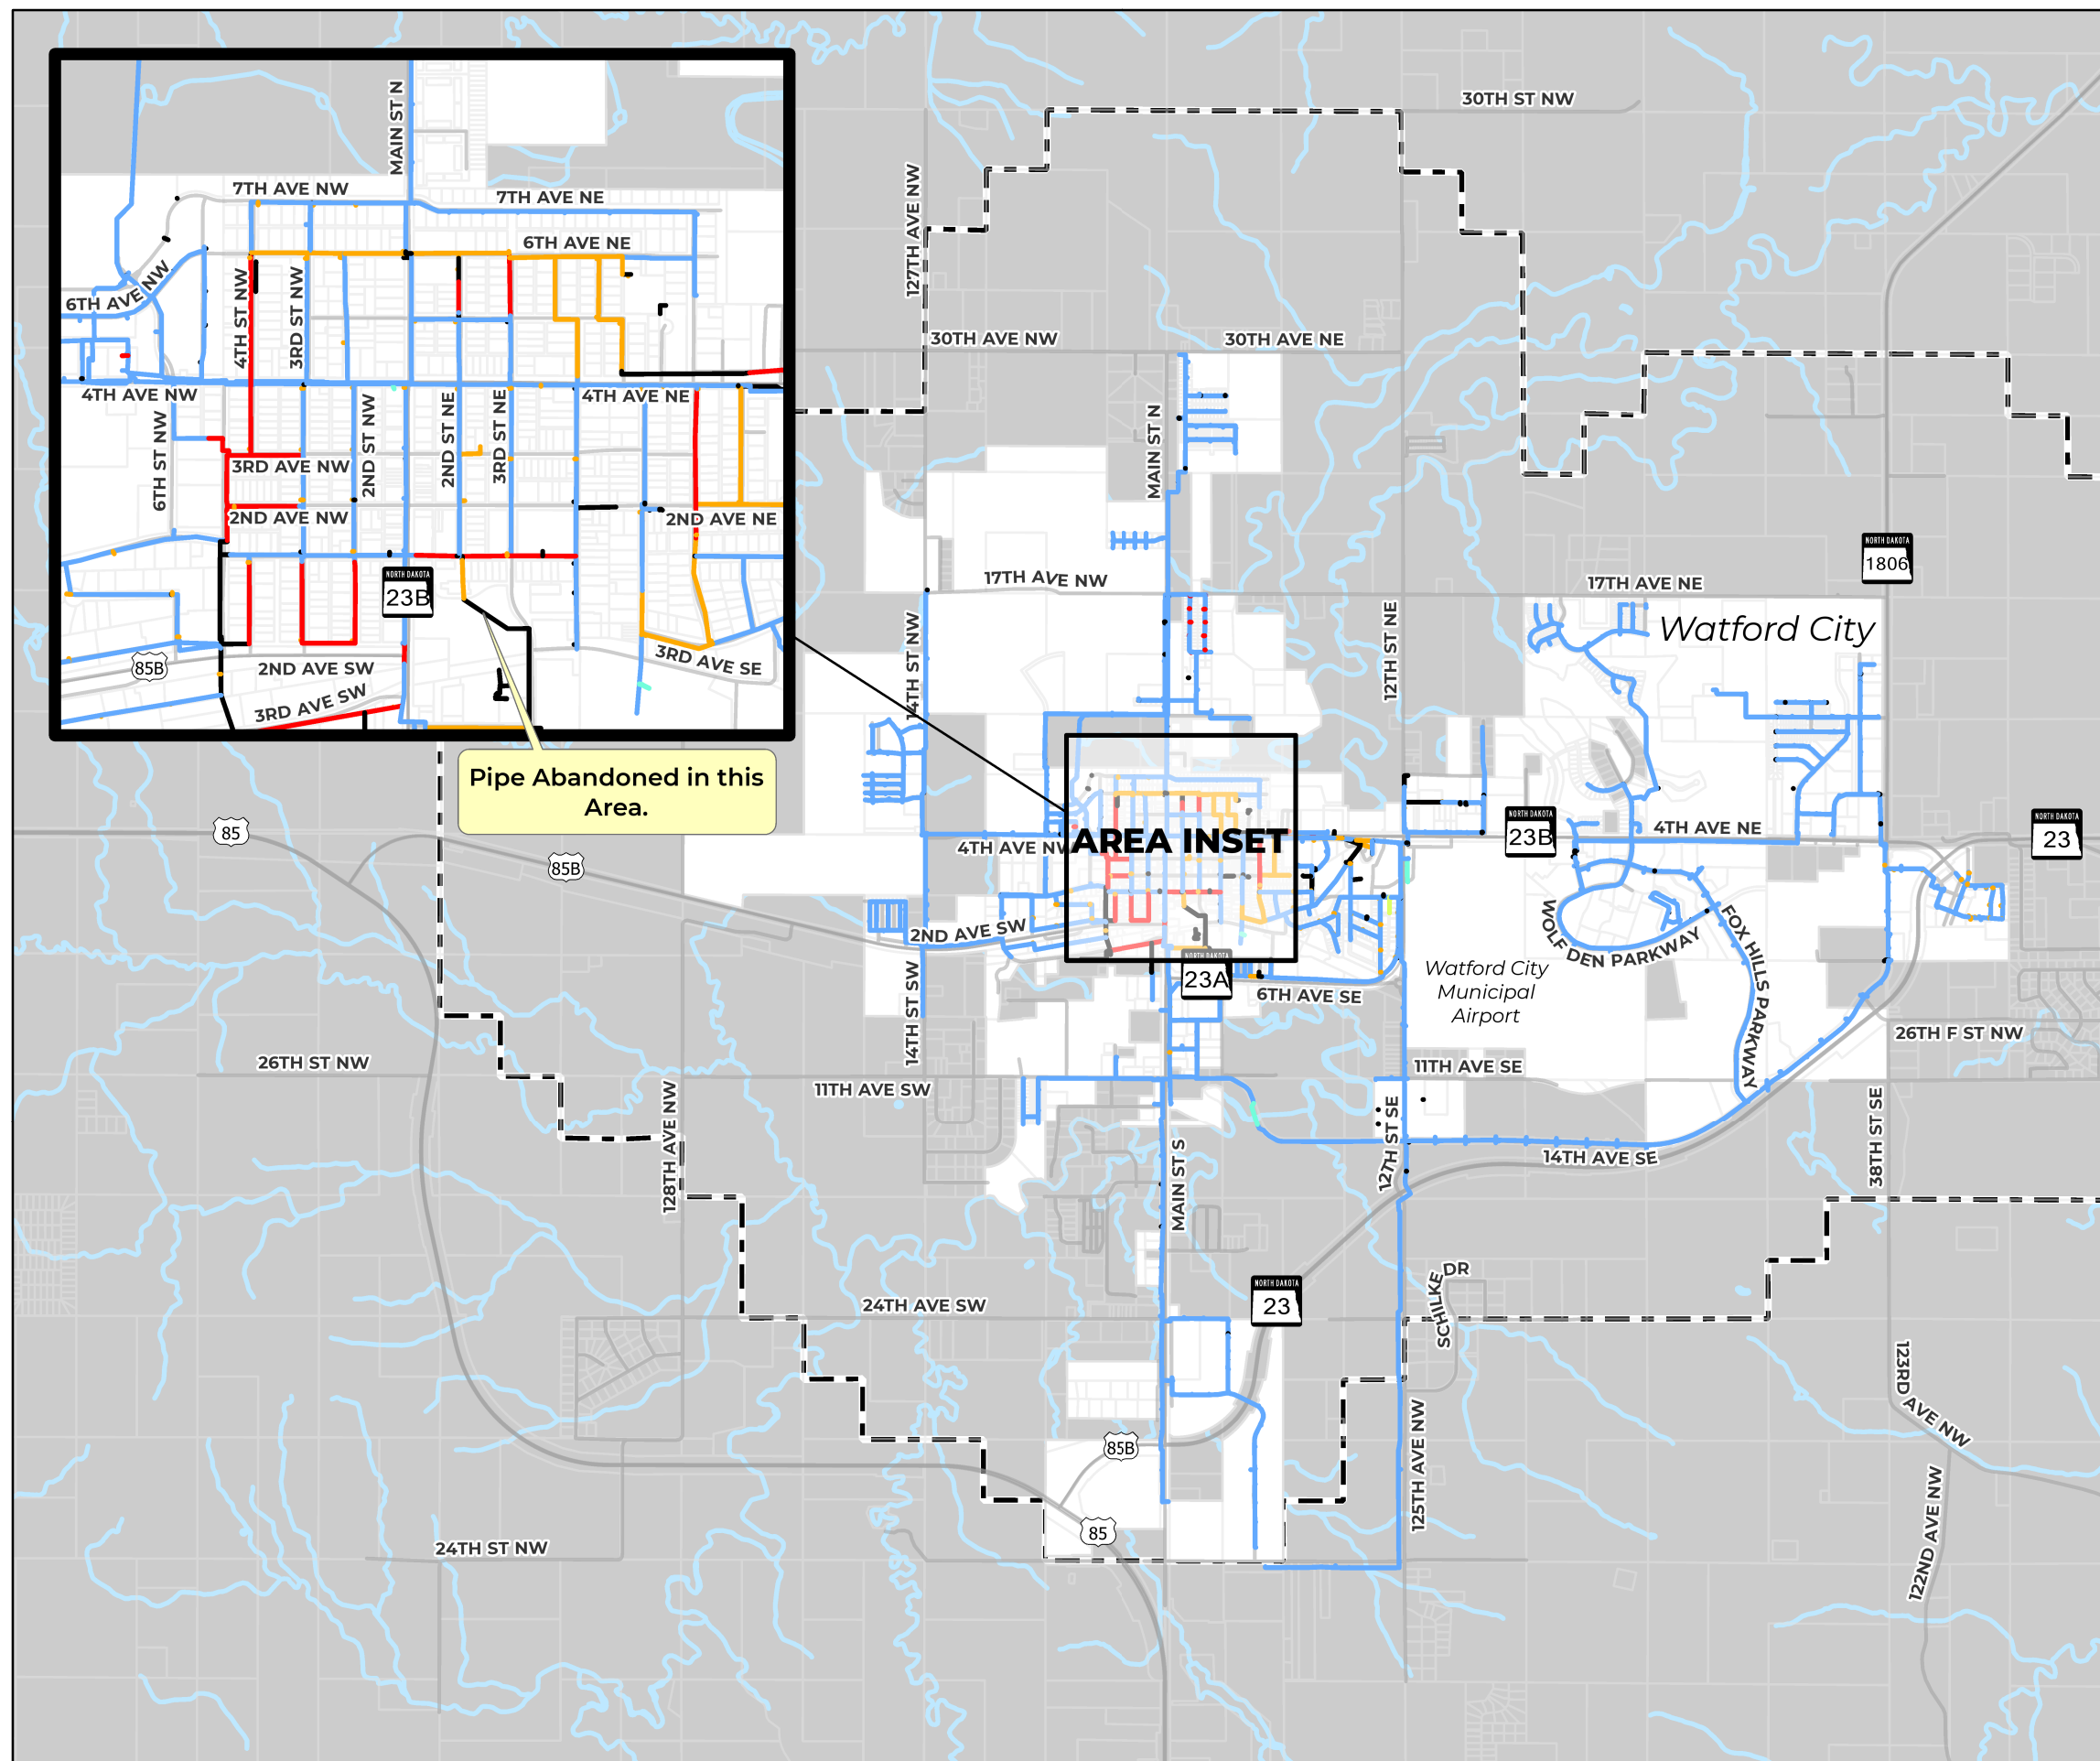 MAIN ST N
7TH AVE NW
7TH AVE NE
6TH AVE NE
6TH AVE NW
4TH ST NW
3RD ST NW
4TH AVE NW
4TH AVE NE
6TH ST NW
2ND ST NW
2ND ST NE
3RD ST NE
3RD AVE NW
2ND AVE NW
2ND AVE NE
NORTH DAKOTA
23B
85B
2ND AVE SW
3RD AVE SW
3RD AVE SE
Pipe Abandoned in this
Area.
30TH ST NW
127TH AVE NW
30TH AVE NW
30TH AVE NE
MAIN ST N
NORTH DAKOTA
1806
17TH AVE NW
17TH AVE NE
14TH ST NW
12TH ST NE
Watford City
85
85B
4TH AVE NW
AREA INSET
NORTH DAKOTA
23B
4TH AVE NE
NORTH DAKOTA
23
2ND AVE SW
WOLF DEN PARKWAY
FOX HILLS PARKWAY
Watford City
Municipal
Airport
NORTH DAKOTA
23A
6TH AVE SE
14TH ST SW
26TH F ST NW
26TH ST NW
11TH AVE SW
11TH AVE SE
128TH AVE NW
12TH ST SE
127
MAIN ST S
14TH AVE SE
38TH ST SE
SCHILKE DR
24TH AVE SW
NORTH DAKOTA
23
123RD AVE NW
85B
125TH AVE NW
85
24TH ST NW
122ND AVE NW